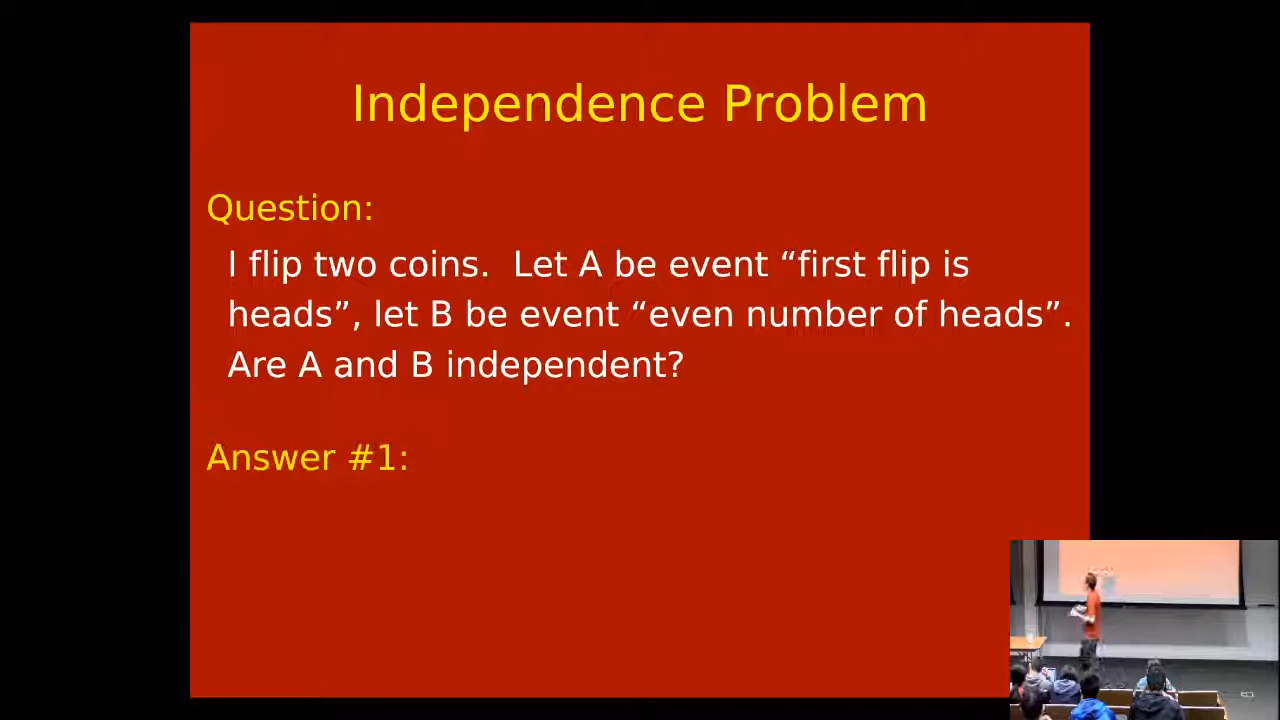 Independence Problem
Question:
I flip two coins.  Let A be event “first flip is
heads”, let B be event “even number of heads”.
Are A and B independent?
Answer #1: